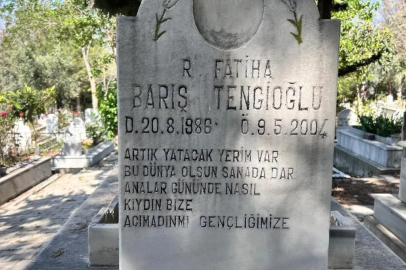 R FATİHA
BARIŞ TENGİOĞLU
D.20.8.1986 Ö.9.5.2004
ARTIK YATACAK YERİM VAR
BU DÜNYA OLSUN SANADA DAR
ANALAR GÜNÜNDE NASIL
KIYDIN BİZE
ACIMADINMI GENÇLİĞİMİZE